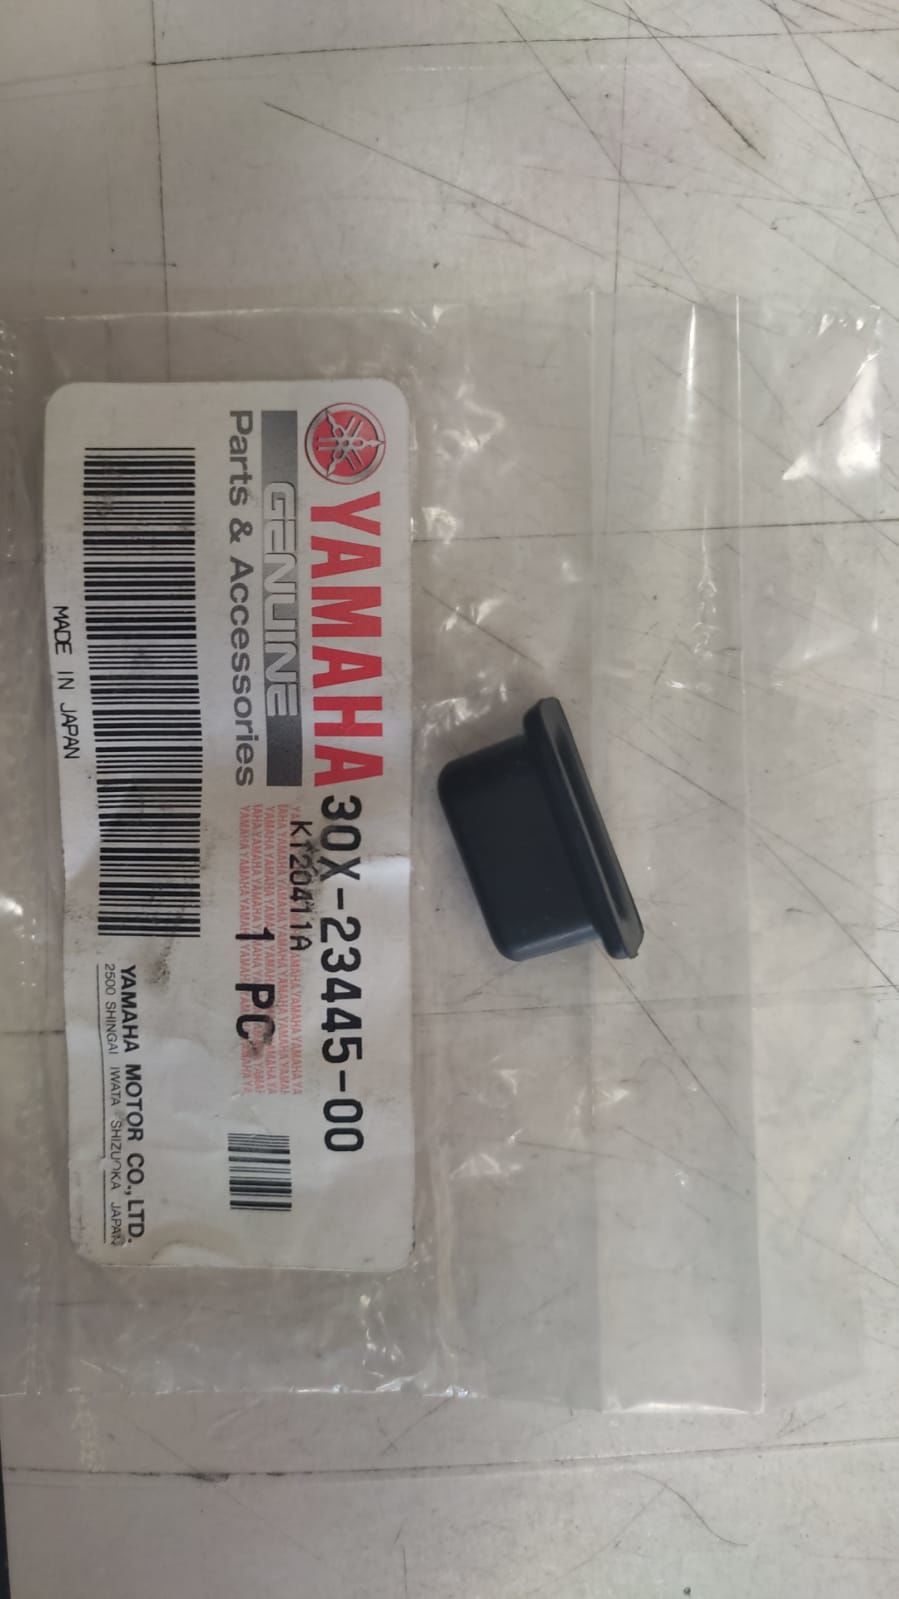 YAMAHA
GENUINE
Parts & Accessories
30X-23445-00
K120411A
1 PC
MADE IN JAPAN
YAMAHA MOTOR CO., LTD.
2500 SHINGAI IWATA SHIZUOKA JAPAN